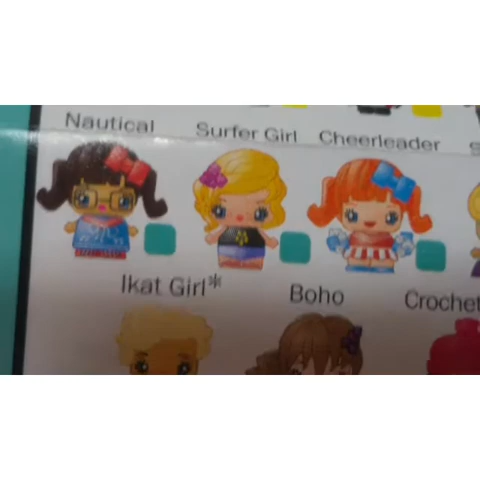 Nautical Surfer Girl Cheerleader
Ikat Girl* Boho Crochet